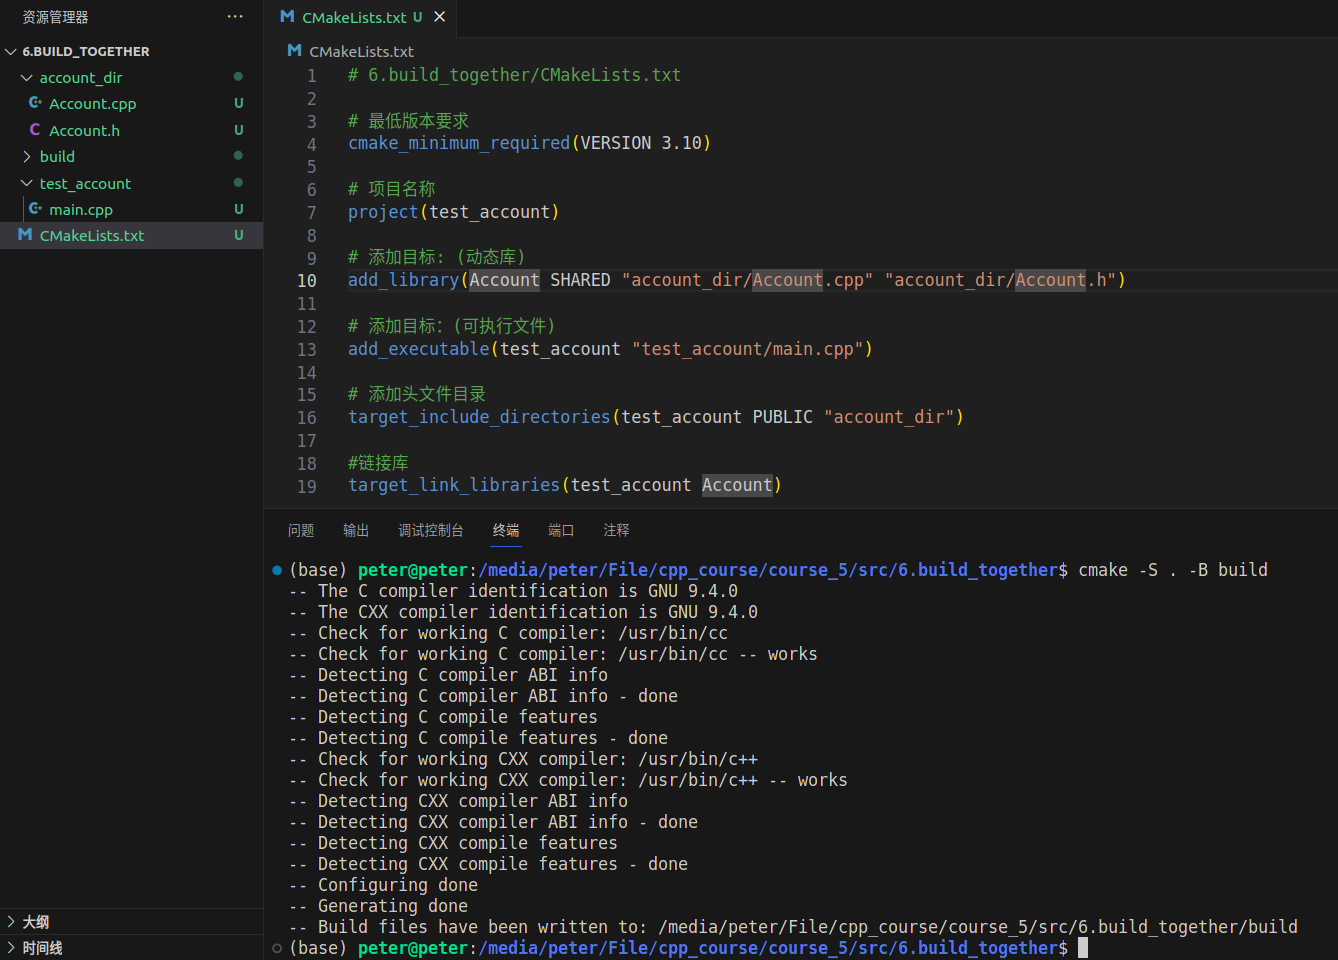 资源管理器 ···
6.BUILD_TOGETHER
account_dir
Account.cpp U
C Account.h U
build
test_account
main.cpp U
M CMakeLists.txt U
大纲
时间线
M CMakeLists.txt U ×
M CMakeLists.txt
1 # 6.build_together/CMakeLists.txt
2
3 # 最低版本要求
4 cmake_minimum_required(VERSION 3.10)
5
6 # 项目名称
7 project(test_account)
8
9 # 添加目标: (动态库)
10 add_library(Account SHARED "account_dir/Account.cpp" "account_dir/Account.h")
11
12 # 添加目标：(可执行文件)
13 add_executable(test_account "test_account/main.cpp")
14
15 # 添加头文件目录
16 target_include_directories(test_account PUBLIC "account_dir")
17
18 #链接库
19 target_link_libraries(test_account Account)
问题 输出 调试控制台 终端 端口 注释
(base) peter@peter:/media/peter/File/cpp_course/course_5/src/6.build_together$ cmake -S . -B build
-- The C compiler identification is GNU 9.4.0
-- The CXX compiler identification is GNU 9.4.0
-- Check for working C compiler: /usr/bin/cc
-- Check for working C compiler: /usr/bin/cc -- works
-- Detecting C compiler ABI info
-- Detecting C compiler ABI info - done
-- Detecting C compile features
-- Detecting C compile features - done
-- Check for working CXX compiler: /usr/bin/c++
-- Check for working CXX compiler: /usr/bin/c++ -- works
-- Detecting CXX compiler ABI info
-- Detecting CXX compiler ABI info - done
-- Detecting CXX compile features
-- Detecting CXX compile features - done
-- Configuring done
-- Generating done
-- Build files have been written to: /media/peter/File/cpp_course/course_5/src/6.build_together/build
(base) peter@peter:/media/peter/File/cpp_course/course_5/src/6.build_together$